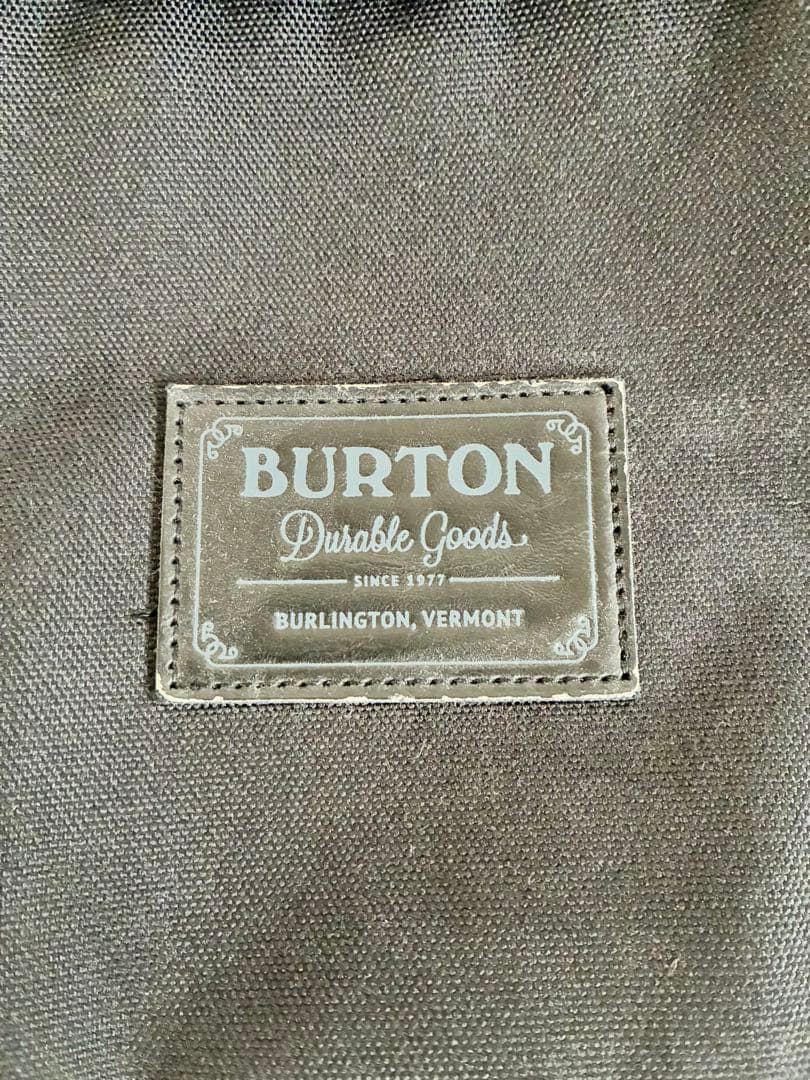 BURTON
Durable Goods
SINCE 1977
BURLINGTON, VERMONT